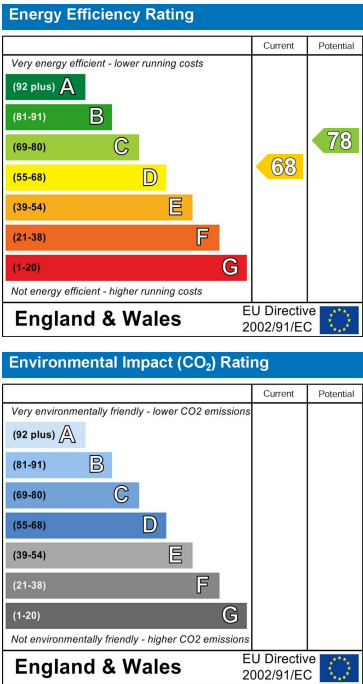 Energy Efficiency Rating
Current Potential
Very energy efficient - lower running costs
(92 plus) A
(81-91) B
(69-80) C
(55-68) D
(39-54) E
(21-38) F
(1-20) G
68
78
Not energy efficient - higher running costs
England & Wales
EU Directive
2002/91/EC
Environmental Impact (CO₂) Rating
Current Potential
Very environmentally friendly - lower CO2 emissions
(92 plus) A
(81-91) B
(69-80) C
(55-68) D
(39-54) E
(21-38) F
(1-20) G
Not environmentally friendly - higher CO2 emissions
England & Wales
EU Directive
2002/91/EC